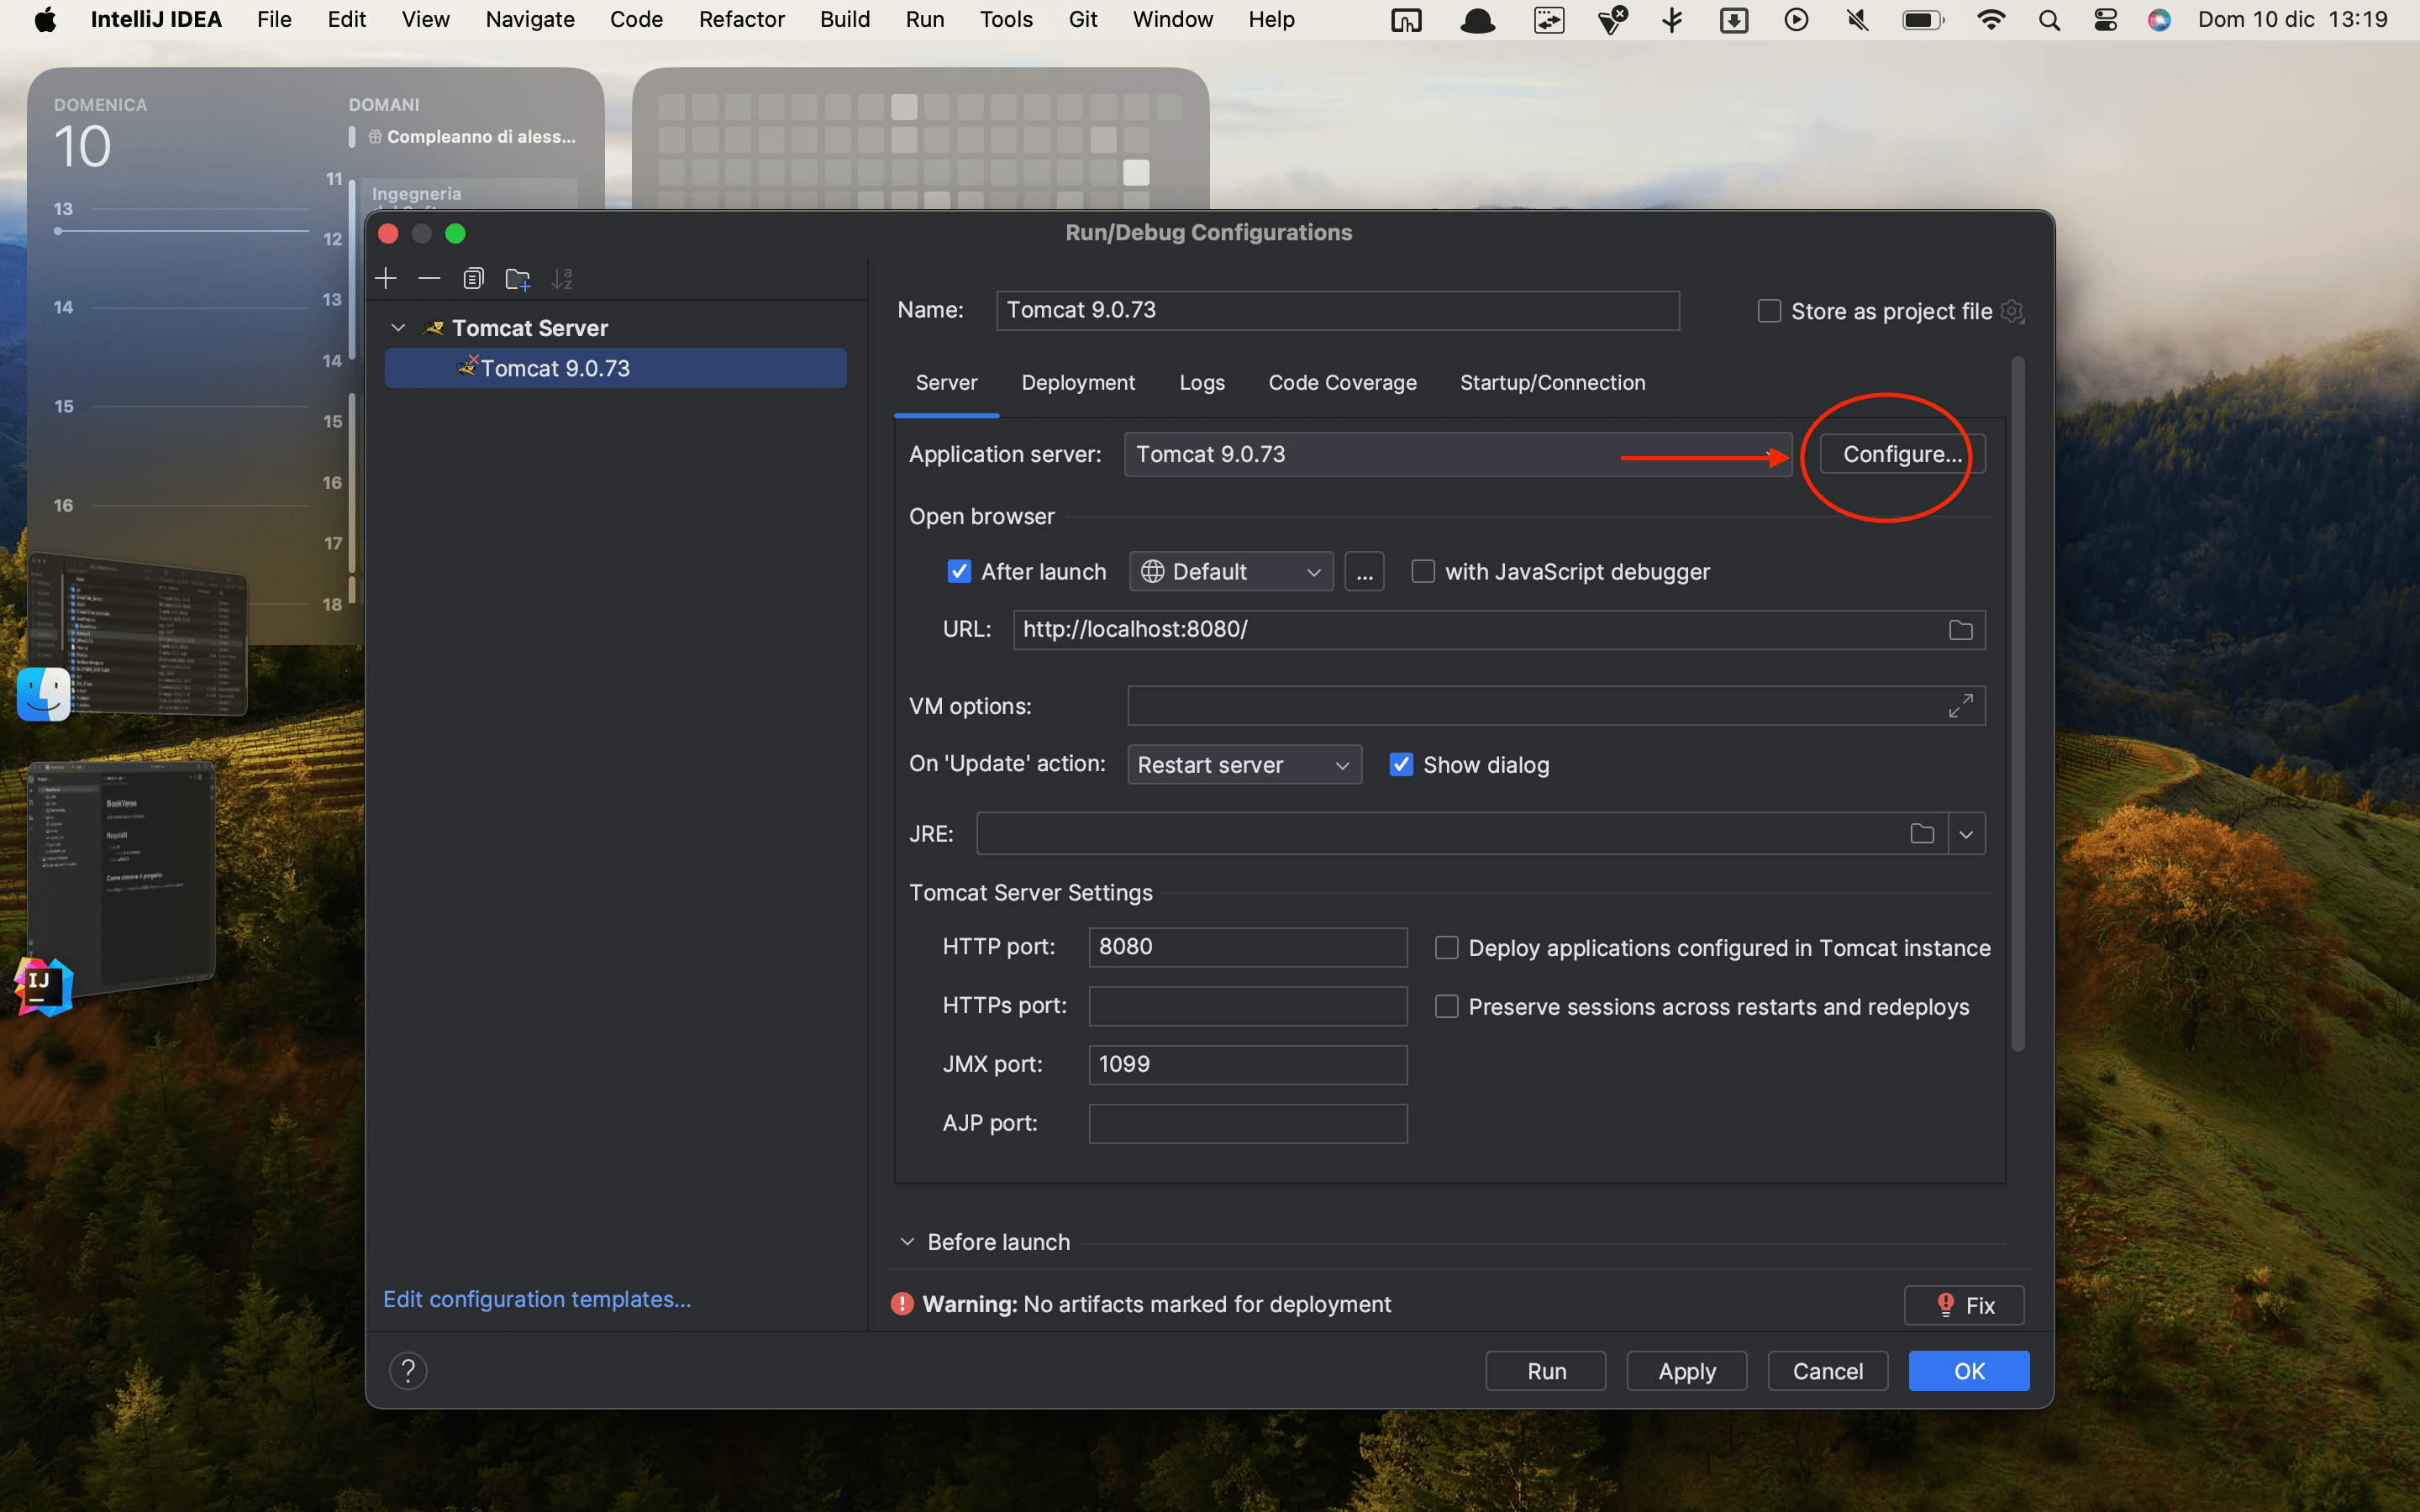 IntelliJ IDEA File Edit View Navigate Code Refactor Build Run Tools Git Window Help Dom 10 dic 13:19
DOMENICA
10
13
14
15
16
DOMANI
Compleanno di aless...
11
Ingegneria
12
13
14
15
16
17
18
Run/Debug Configurations
Tomcat Server
Tomcat 9.0.73
Edit configuration templates...
Name: Tomcat 9.0.73 Store as project file
Server Deployment Logs Code Coverage Startup/Connection
Application server: Tomcat 9.0.73 Configure...
Open browser
After launch Default ... with JavaScript debugger
URL: http://localhost:8080/
VM options:
On 'Update' action: Restart server Show dialog
JRE:
Tomcat Server Settings
HTTP port: 8080 Deploy applications configured in Tomcat instance
HTTPs port: Preserve sessions across restarts and redeploys
JMX port: 1099
AJP port:
Before launch
Warning: No artifacts marked for deployment Fix
? Run Apply Cancel OK
BookVerse
Requisiti
Come clonare il progetto
IJ